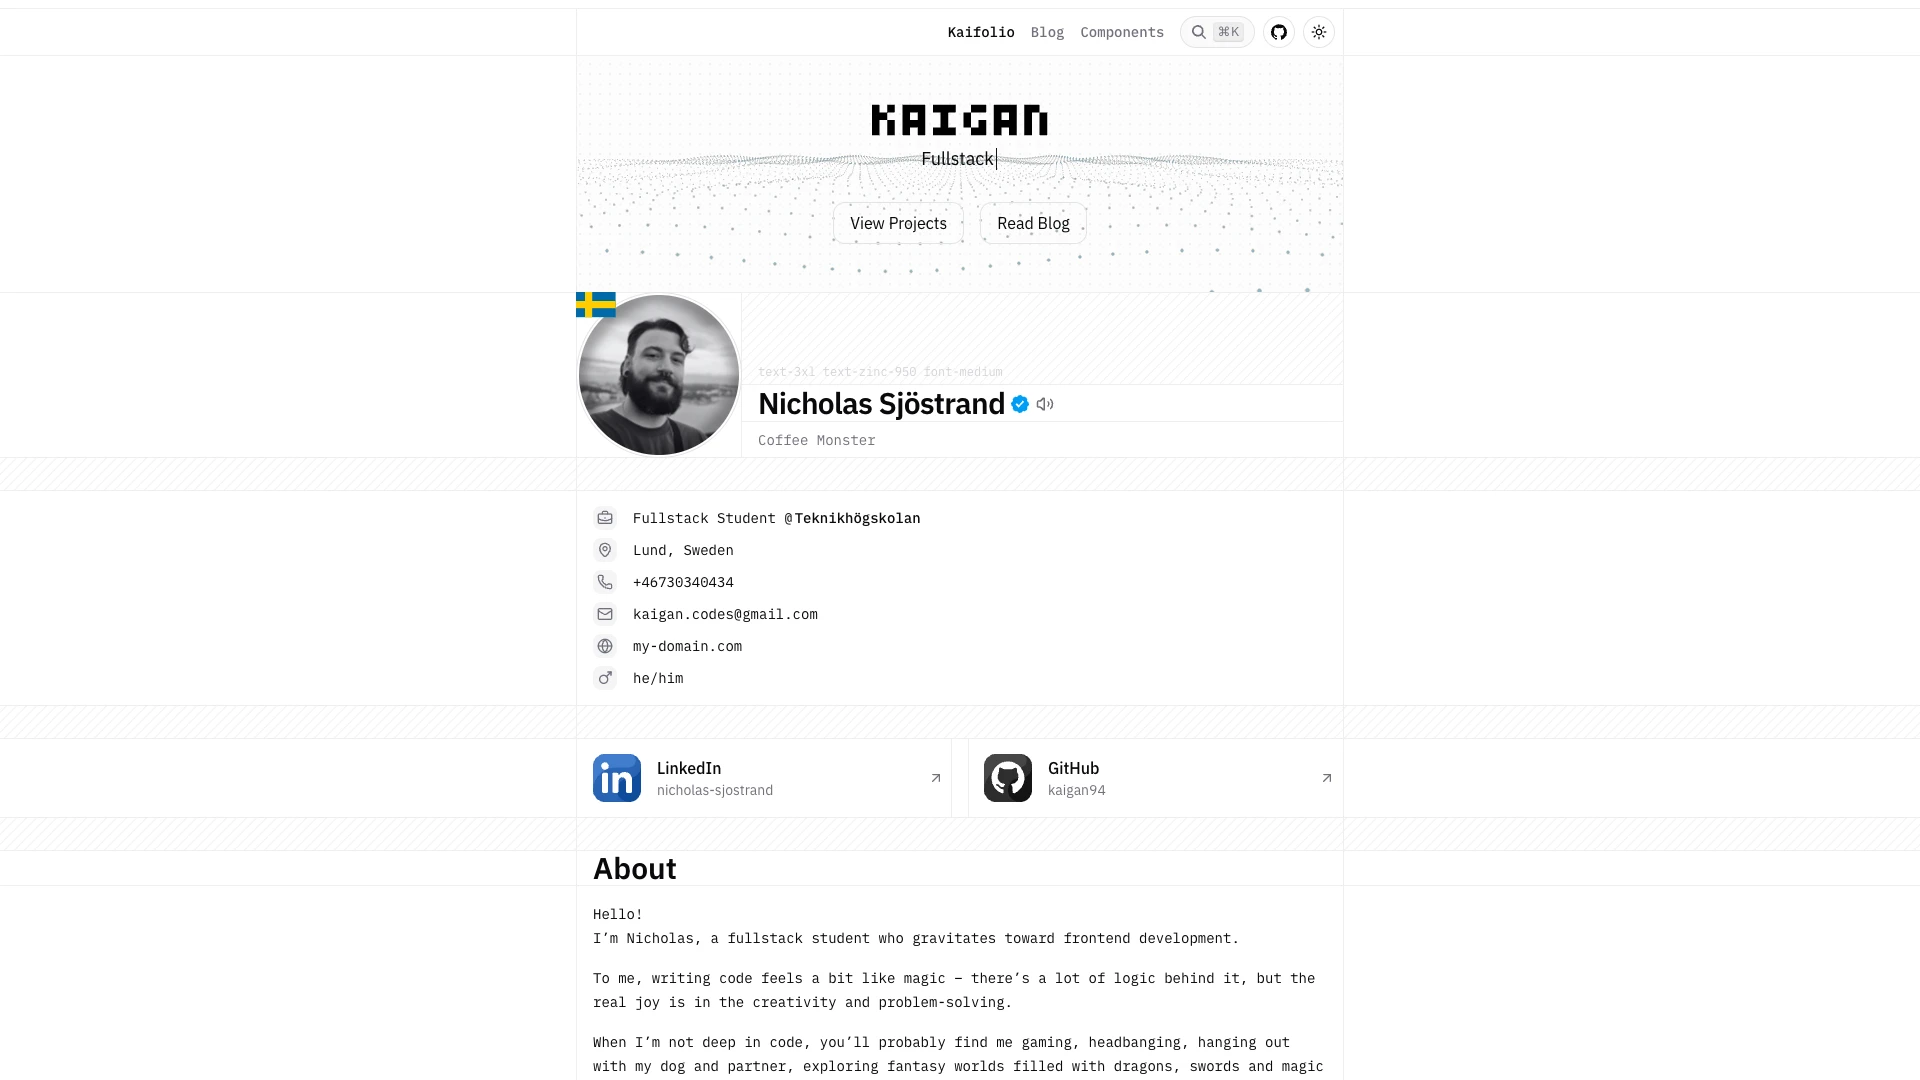 Kaifolio Blog Components ⌘K
KAIGAN
Fullstack
View Projects Read Blog
text-3xl text-zinc-950 font-medium
Nicholas Sjöstrand
Coffee Monster
Fullstack Student @Teknikhögskolan
Lund, Sweden
+46730340434
kaigan.codes@gmail.com
my-domain.com
he/him
LinkedIn
nicholas-sjostrand
GitHub
kaigan94
About
Hello!
I’m Nicholas, a fullstack student who gravitates toward frontend development.
To me, writing code feels a bit like magic – there’s a lot of logic behind it, but the
real joy is in the creativity and problem-solving.
When I’m not deep in code, you’ll probably find me gaming, headbanging, hanging out
with my dog and partner, exploring fantasy worlds filled with dragons, swords and magic